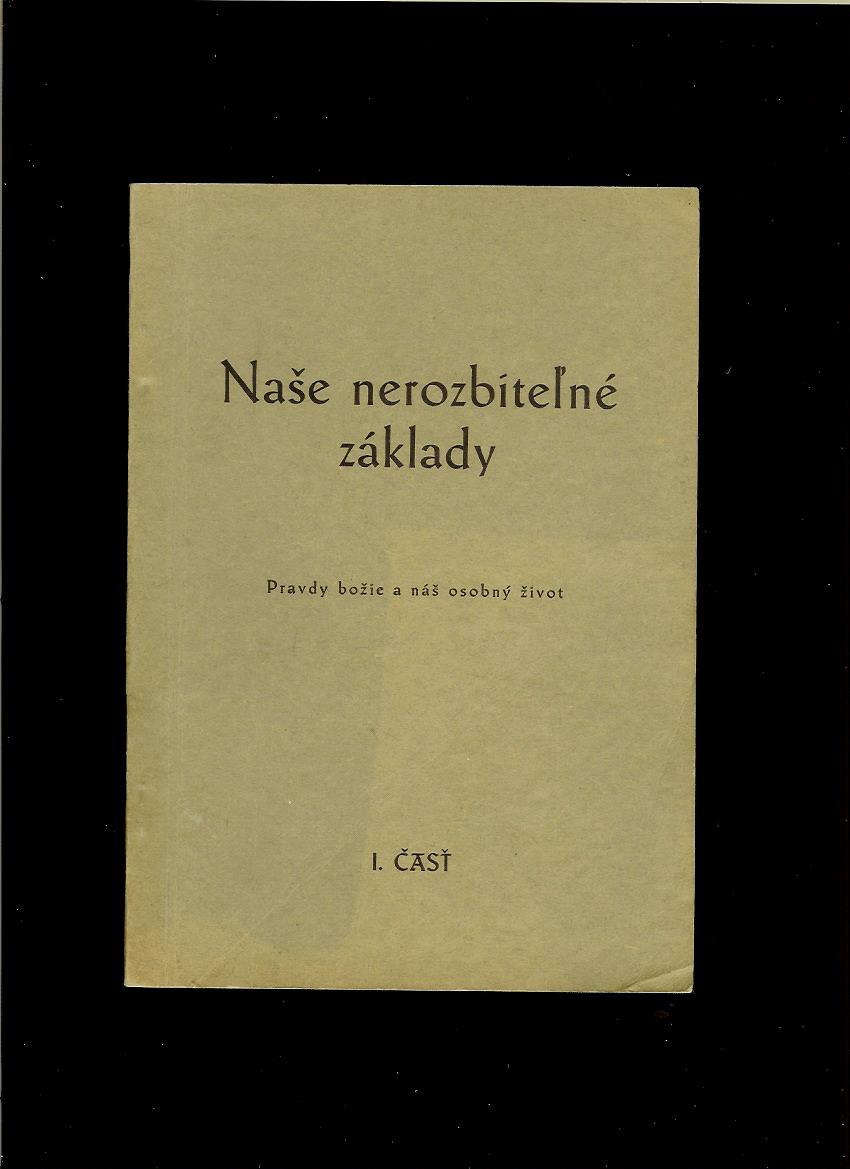 Naše nerozbiteľné
základy
Pravdy božie a náš osobný život
I. ČASŤ